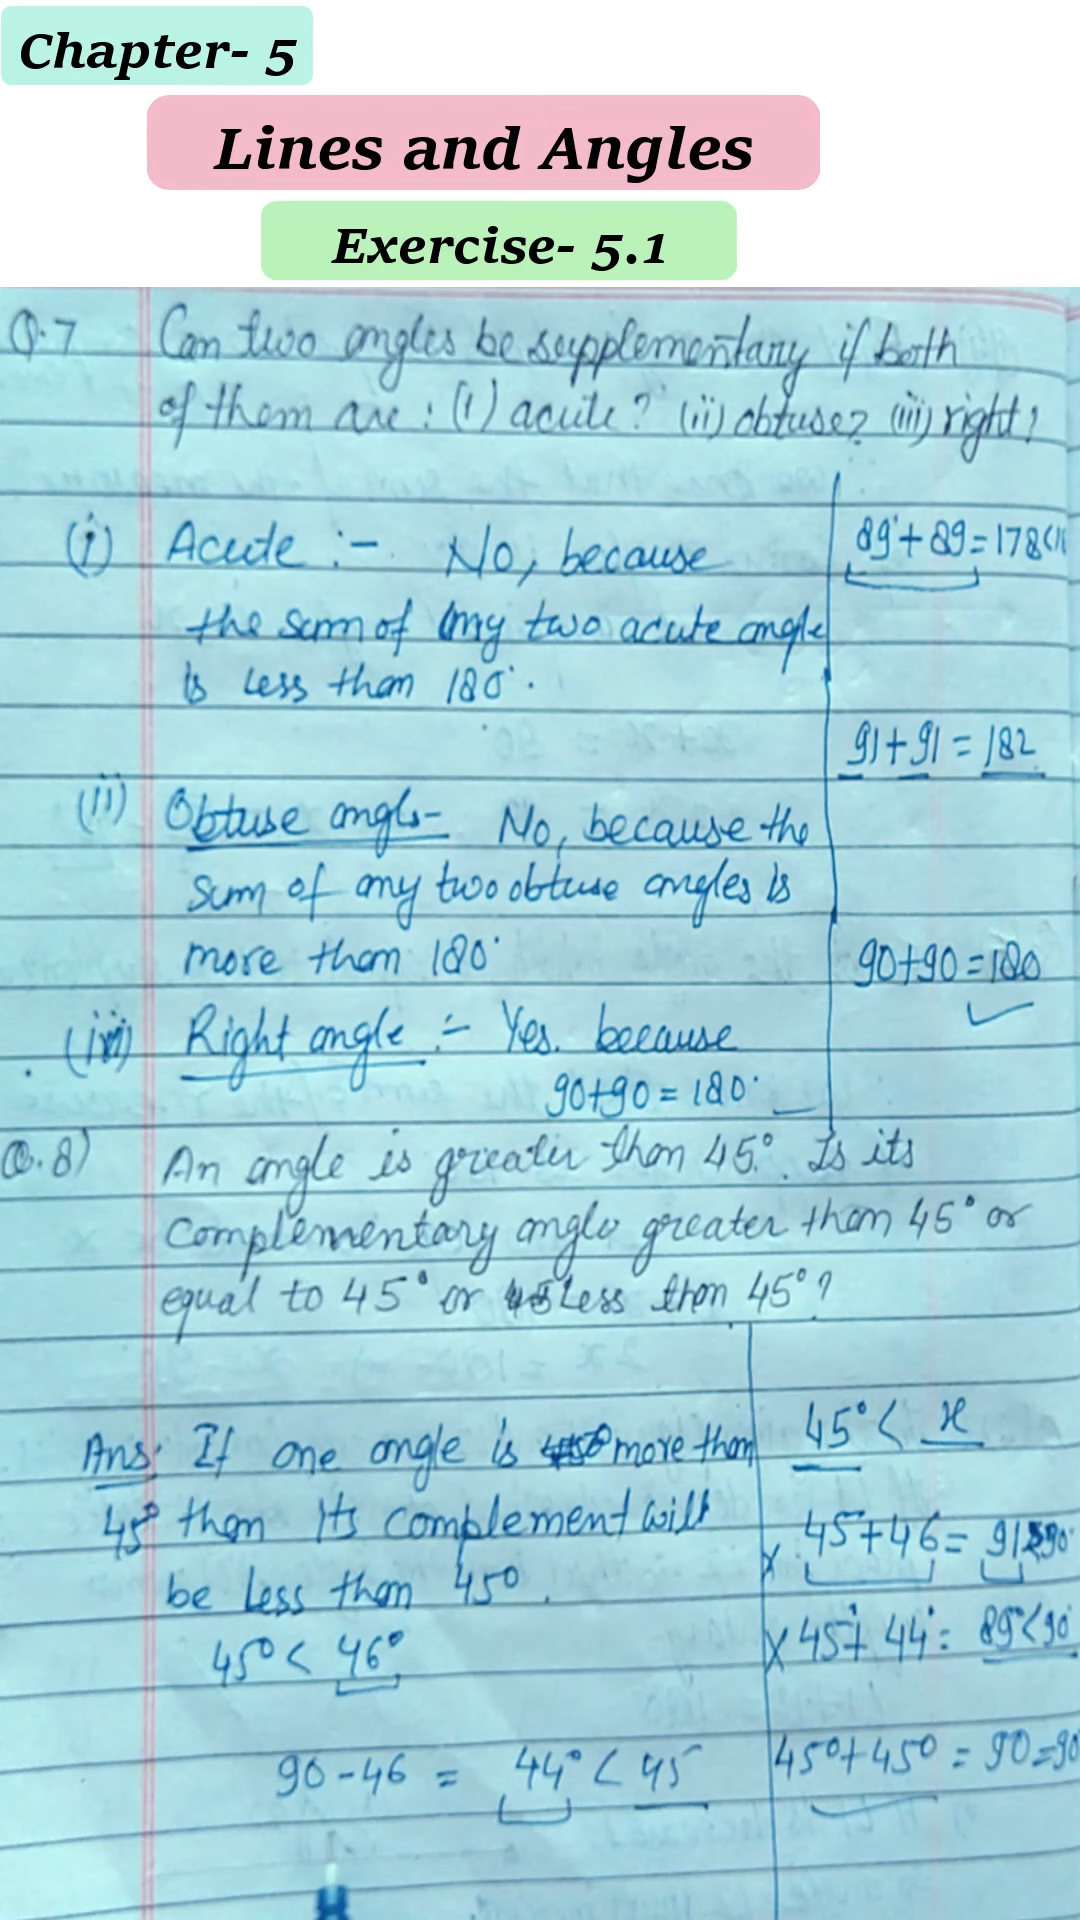 Chapter- 5
Lines and Angles
Exercise- 5.1
Q.7 Can two angles be supplementary if both
of them are : (i) acute? (ii) obtuse? (iii) right?
(i) Acute :- No, because
the sum of any two acute angle
is less than 180°.
89°+89=178<
91+91 = 182
(ii) Obtuse angle- No, because the
sum of any two obtuse angles is
more than 180°
90+90=180
(iii) Right angle :- Yes. because
90+90=180°
Q.8) An angle is greater than 45°. Is its
Complementary angle greater than 45° or
equal to 45° or less than 45°?
45° < x
Ans. If one angle is more than
45° then Its complement will
be less than 45°.
x 45+46= 91 90°
45° < 46°
x 45°+ 44°= 89°<90
90-46 = 44° < 45
45°+45° = 90=90